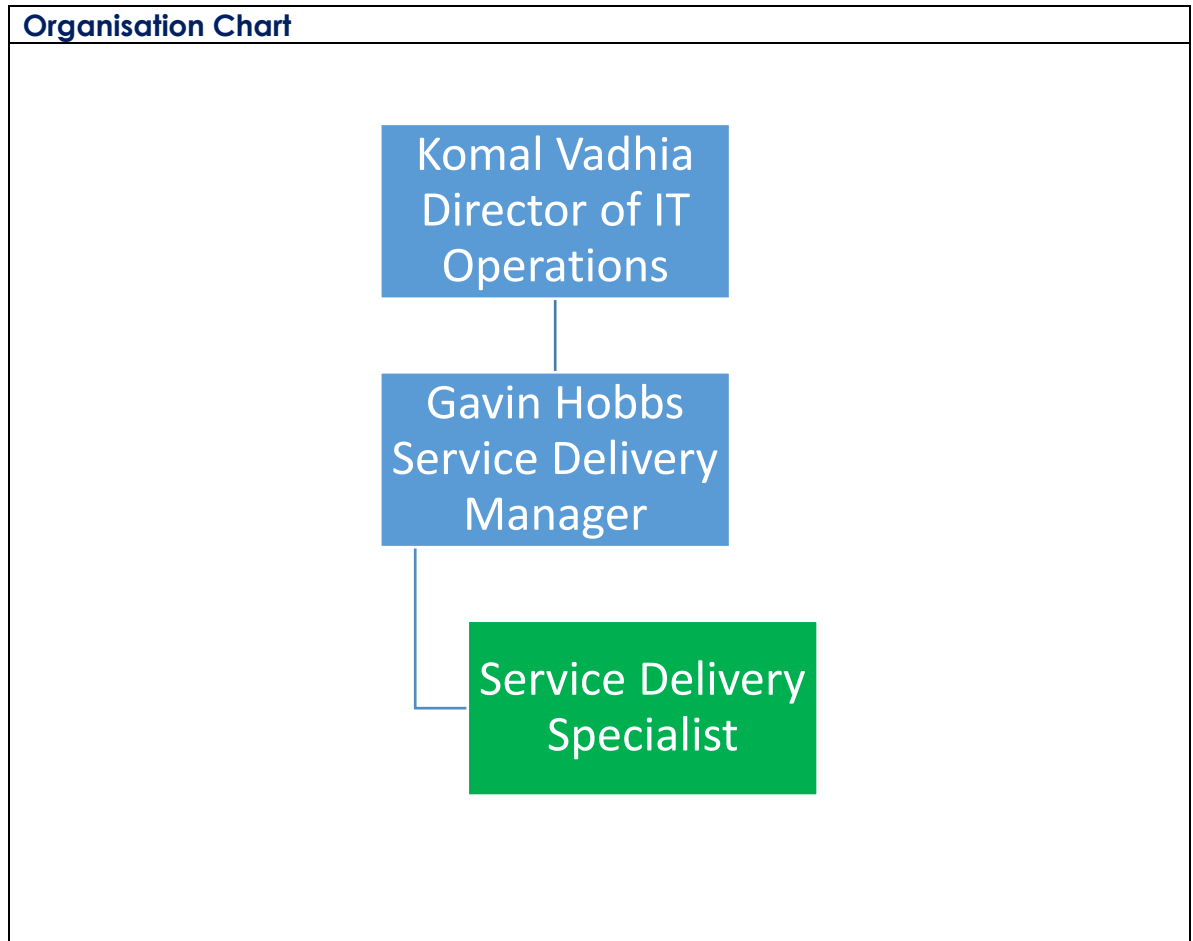 Organisation Chart
Komal Vadhia
Director of IT
Operations
Gavin Hobbs
Service Delivery
Manager
Service Delivery
Specialist